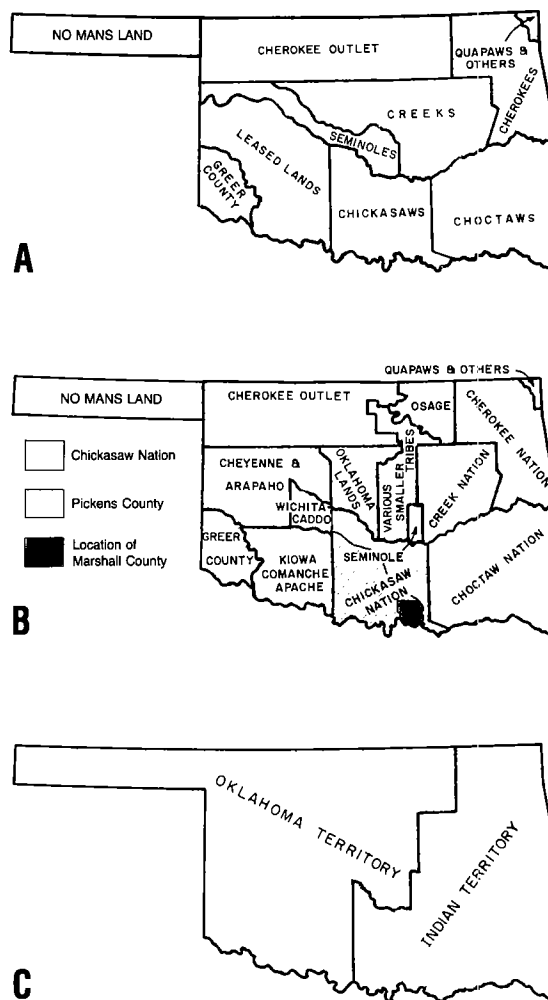 NO MANS LAND
CHEROKEE OUTLET
QUAPAWS &
OTHERS
CHEROKEES
CREEKS
SEMINOLES
LEASED LANDS
GREER
COUNTY
CHICKASAWS
CHOCTAWS
A
QUAPAWS & OTHERS
NO MANS LAND
CHEROKEE OUTLET
OSAGE
CHEROKEE NATION
Chickasaw Nation
CHEYENNE &
ARAPAHO
OKLAHOMA
LANDS
VARIOUS
SMALLER
TRIBES
CREEK NATION
Pickens County
WICHITA-
CADDO
Location of
Marshall County
GREER
COUNTY
KIOWA
COMANCHE
APACHE
SEMINOLE
CHICKASAW
NATION
CHOCTAW NATION
B
OKLAHOMA TERRITORY
INDIAN TERRITORY
C